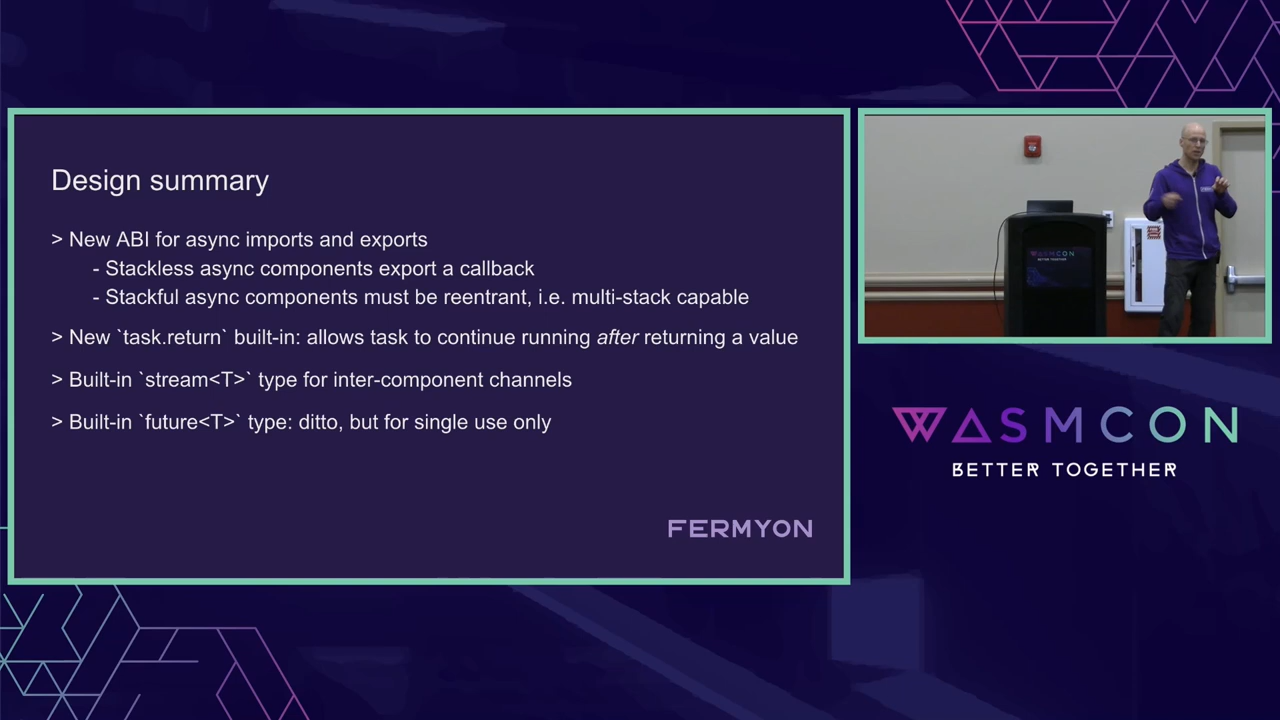 Design summary
> New ABI for async imports and exports
- Stackless async components export a callback
- Stackful async components must be reentrant, i.e. multi-stack capable
> New `task.return` built-in: allows task to continue running after returning a value
> Built-in `stream<T>` type for inter-component channels
> Built-in `future<T>` type: ditto, but for single use only
FERMYON
WASMCON
BETTER TOGETHER
WASMCON
BETTER TOGETHER